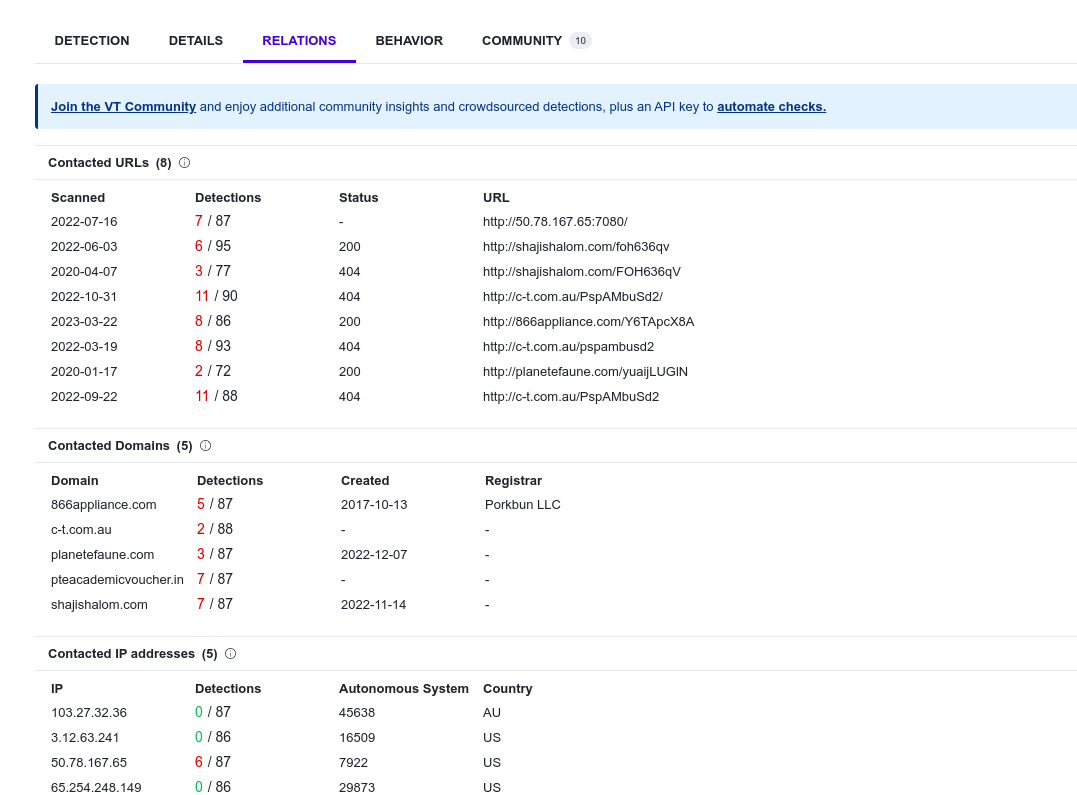 DETECTION DETAILS RELATIONS BEHAVIOR COMMUNITY 10
Join the VT Community and enjoy additional community insights and crowdsourced detections, plus an API key to automate checks.
Contacted URLs (8)
Scanned Detections Status URL
2022-07-16 7 / 87 - http://50.78.167.65:7080/
2022-06-03 6 / 95 200 http://shajishalom.com/foh636qv
2020-04-07 3 / 77 404 http://shajishalom.com/FOH636qV
2022-10-31 11 / 90 404 http://c-t.com.au/PspAMbuSd2/
2023-03-22 8 / 86 200 http://866appliance.com/Y6TApcX8A
2022-03-19 8 / 93 404 http://c-t.com.au/pspambusd2
2020-01-17 2 / 72 200 http://planetefaune.com/yuaijLUGlN
2022-09-22 11 / 88 404 http://c-t.com.au/PspAMbuSd2
Contacted Domains (5)
Domain Detections Created Registrar
866appliance.com 5 / 87 2017-10-13 Porkbun LLC
c-t.com.au 2 / 88 - -
planetefaune.com 3 / 87 2022-12-07 -
pteacademicvoucher.in 7 / 87 - -
shajishalom.com 7 / 87 2022-11-14 -
Contacted IP addresses (5)
IP Detections Autonomous System Country
103.27.32.36 0 / 87 45638 AU
3.12.63.241 0 / 86 16509 US
50.78.167.65 6 / 87 7922 US
65.254.248.149 0 / 86 29873 US